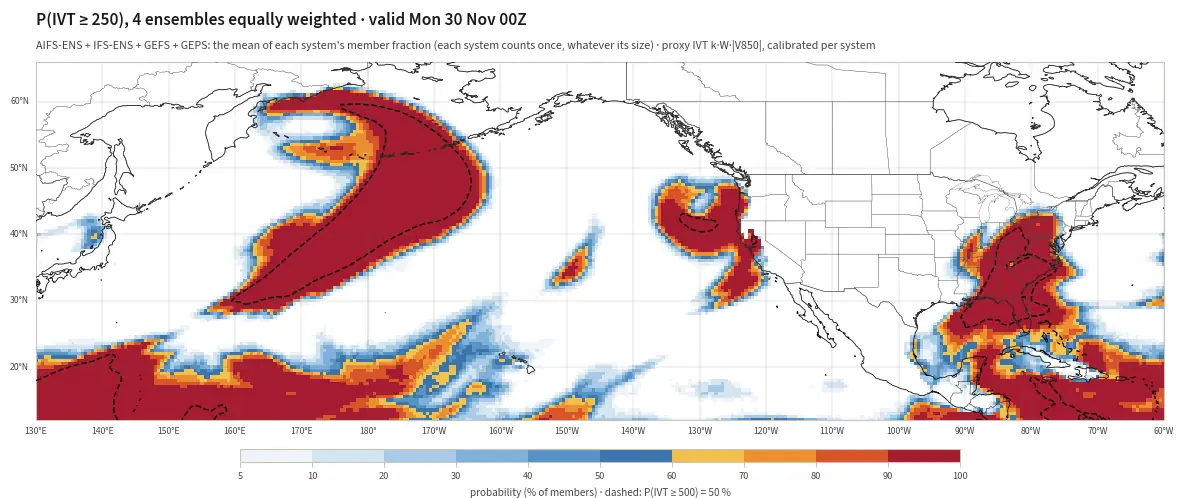 P(IVT ≥ 250), 4 ensembles equally weighted · valid Mon 30 Nov 00Z
AIFS-ENS + IFS-ENS + GEFS + GEPS: the mean of each system's member fraction (each system counts once, whatever its size) · proxy IVT k·W·|V850|, calibrated per system
60°N
50°N
40°N
30°N
20°N
130°E 140°E 150°E 160°E 170°E 180° 170°W 160°W 150°W 140°W 130°W 120°W 110°W 100°W 90°W 80°W 70°W 60°W
5 10 20 30 40 50 60 70 80 90 100
probability (% of members) · dashed: P(IVT ≥ 500) = 50 %